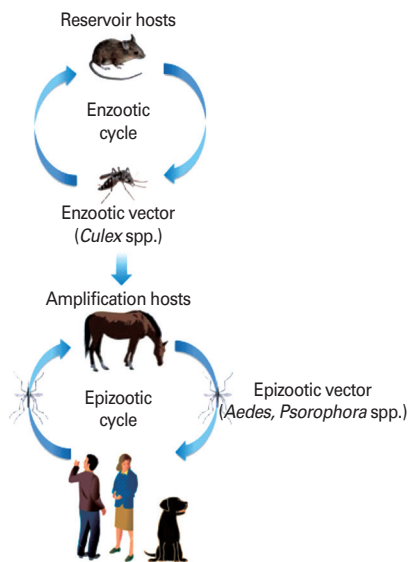 Reservoir hosts
Enzootic
cycle
Enzootic vector
(Culex spp.)
Amplification hosts
Epizootic
cycle
Epizootic vector
(Aedes, Psorophora spp.)